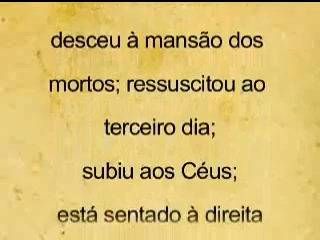 desceu à mansão dos
mortos; ressuscitou ao
terceiro dia;
subiu aos Céus;
está sentado à direita